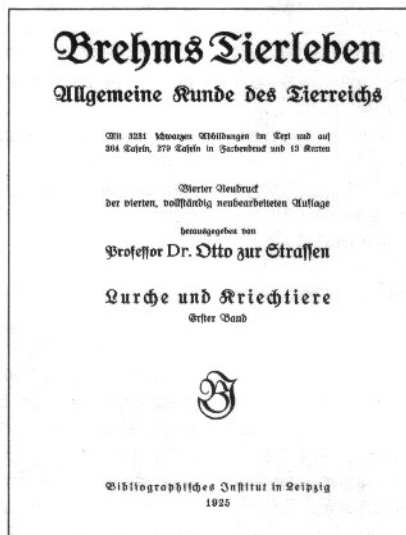 Brehms Tierleben
Allgemeine Kunde des Tierreichs
Mit 3231 schwarzen Abbildungen im Text und auf
364 Tafeln, 279 Tafeln in Farbendruck und 13 Karten
Vierter Neudruck
der vierten, vollständig neubearbeiteten Auflage
herausgegeben von
Professor Dr. Otto zur Strassen
Lurche und Kriechtiere
Erster Band
BI
Bibliographisches Institut in Leipzig
1925